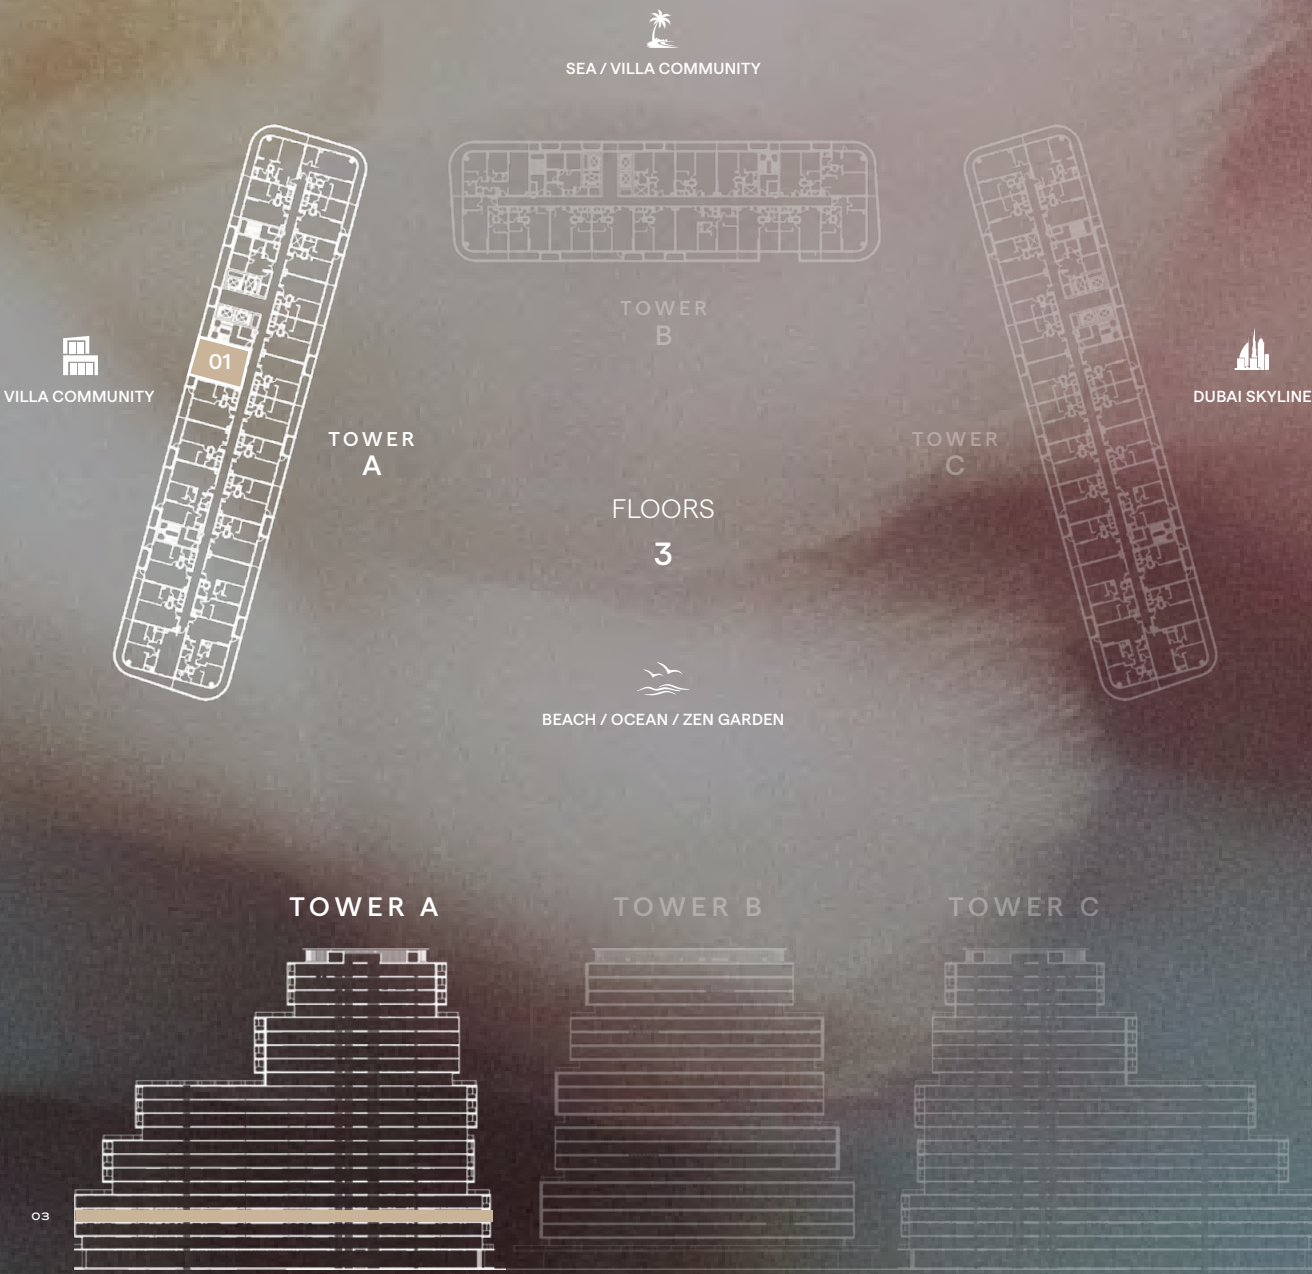 SEA / VILLA COMMUNITY
TOWER
B
01
VILLA COMMUNITY
DUBAI SKYLINE
TOWER
A
TOWER
C
FLOORS
3
BEACH / OCEAN / ZEN GARDEN
TOWER A
TOWER B
TOWER C
03